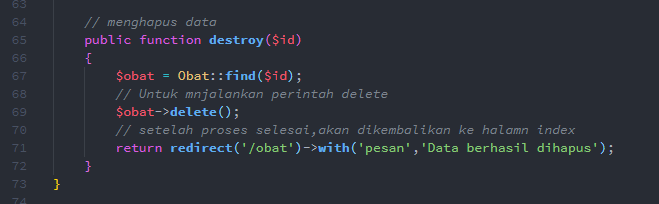 63
64 // menghapus data
65 public function destroy($id)
66 {
67 $obat = Obat::find($id);
68 // Untuk mnjalankan perintah delete
69 $obat->delete();
70 // setelah proses selesai,akan dikembalikan ke halamn index
71 return redirect('/obat')->with('pesan','Data berhasil dihapus');
72 }
73 }
74